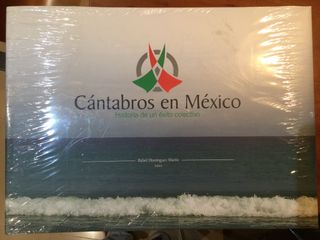 Cántabros en México
Historia de un éxito colectivo
Rafael Domínguez Martín